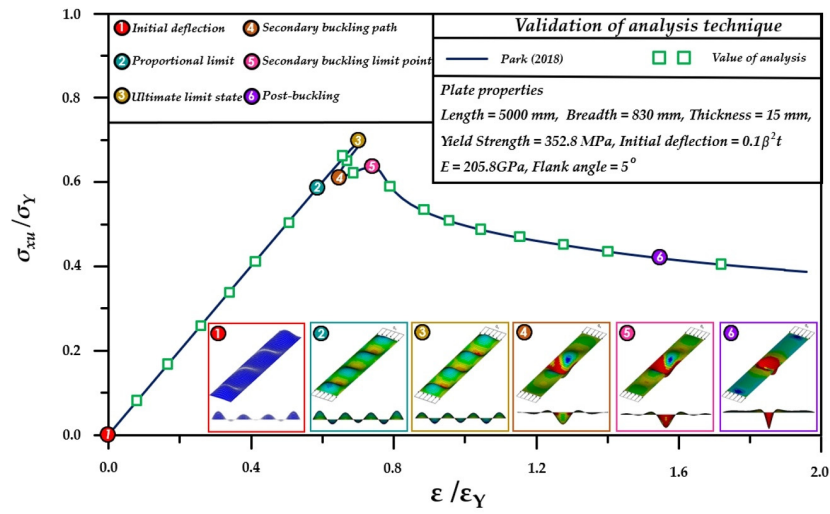 1.0
0.8
0.6
0.4
0.2
0.0
σxu/σY
1 Initial deflection
4 Secondary buckling path
2 Proportional limit
5 Secondary buckling limit point
3 Ultimate limit state
6 Post-buckling
Validation of analysis technique
Park (2018)
Value of analysis
Plate properties
Length = 5000 mm, Breadth = 830 mm, Thickness = 15 mm,
Yield Strength = 352.8 MPa, Initial deflection = 0.1β²t
E = 205.8GPa, Flank angle = 5°
3
2
4
5
6
1
1
2
3
4
5
6
0.0
0.4
0.8
1.2
1.6
2.0
ε/εY